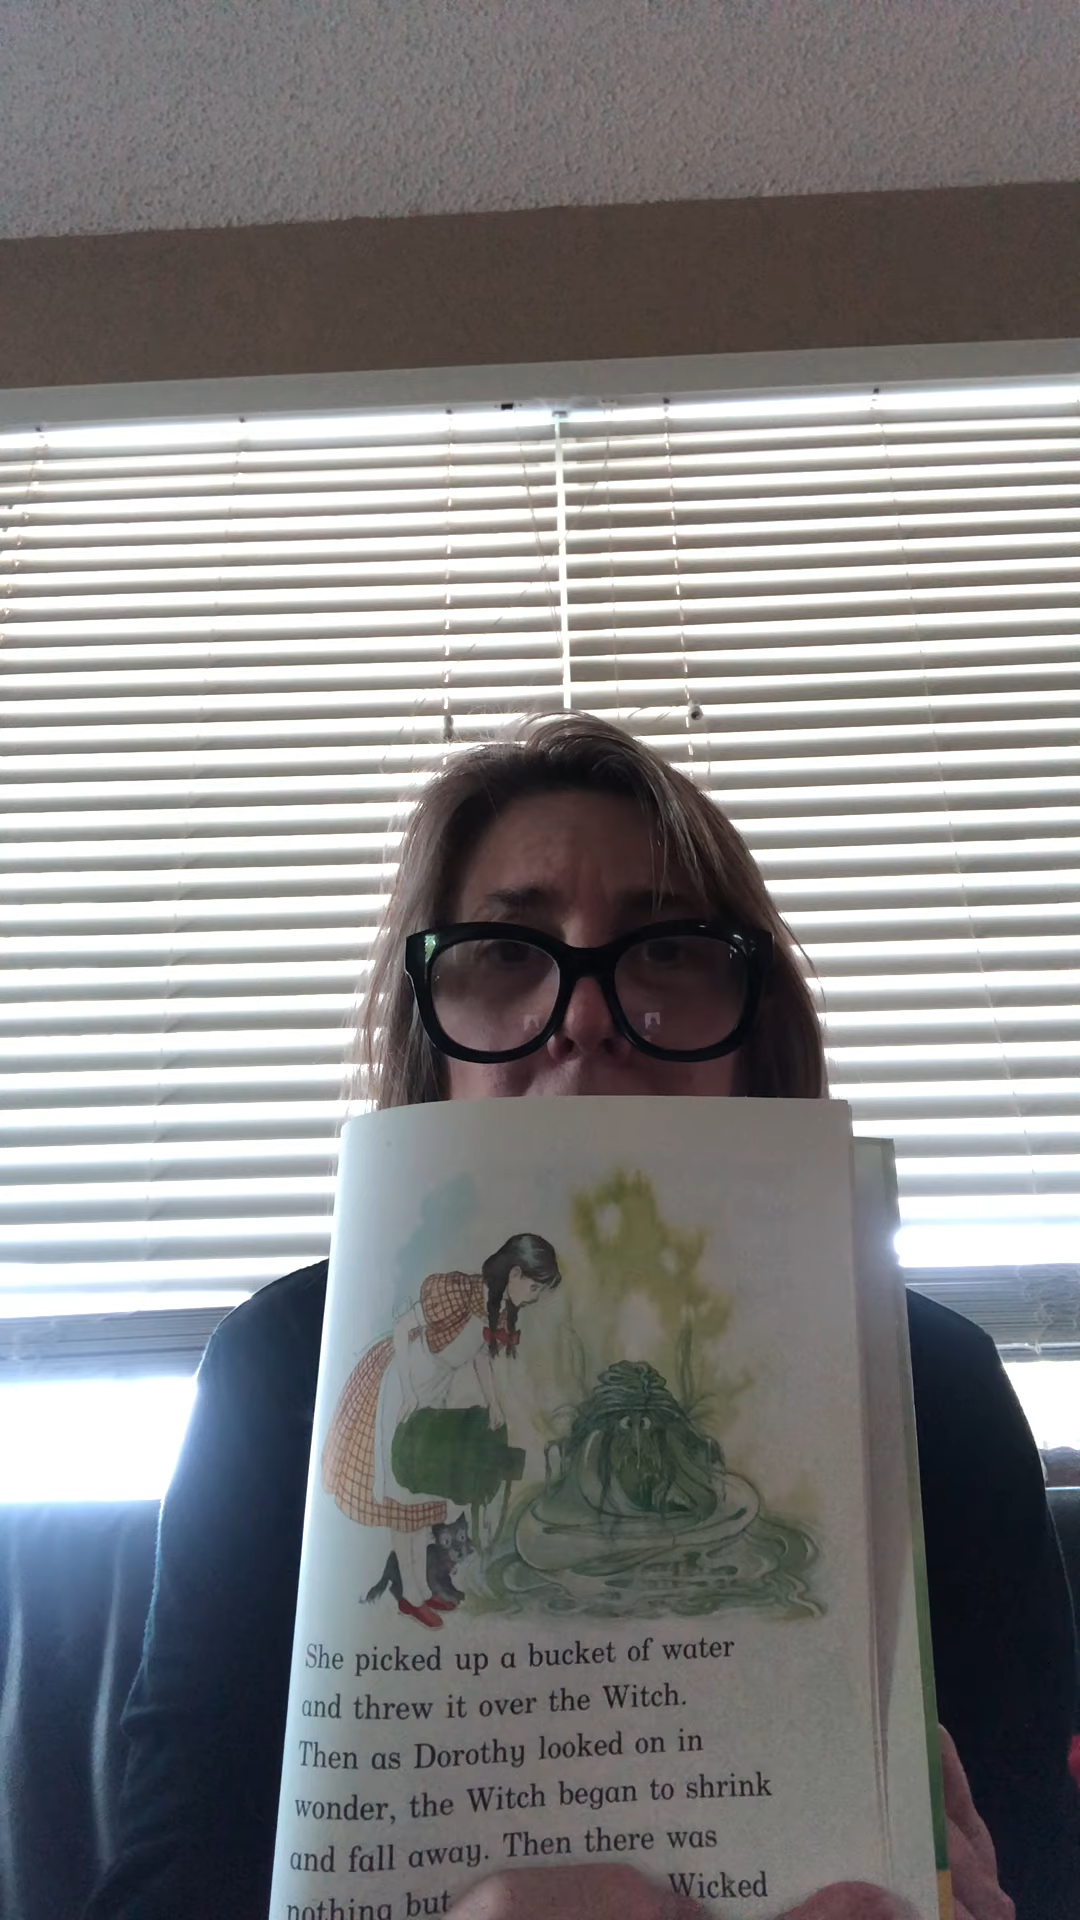 She picked up a bucket of water
and threw it over the Witch.
Then as Dorothy looked on in
wonder, the Witch began to shrink
and fall away. Then there was
nothing but Wicked